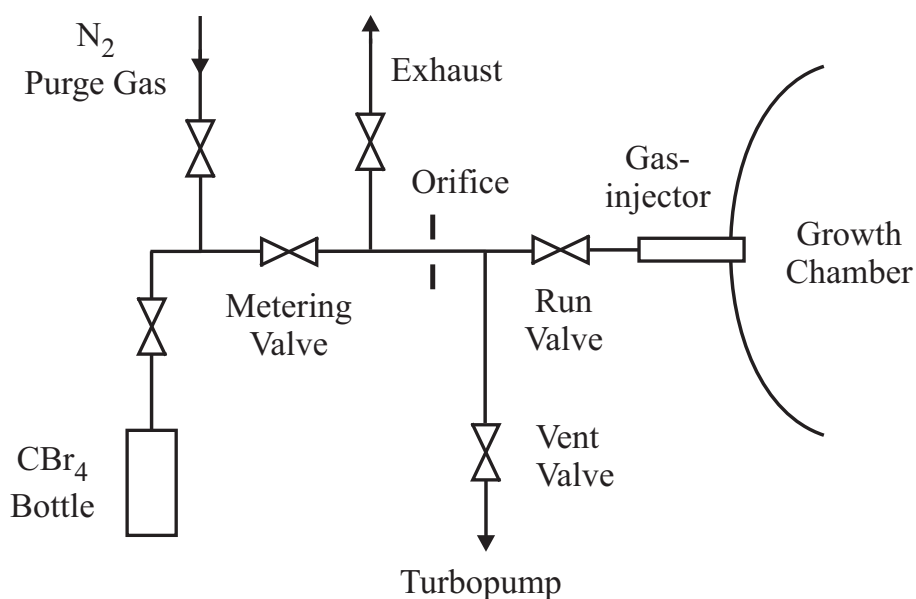 N2
Purge Gas
Exhaust
Orifice
Gas-
injector
Growth
Chamber
Metering
Valve
Run
Valve
CBr4
Bottle
Vent
Valve
Turbopump